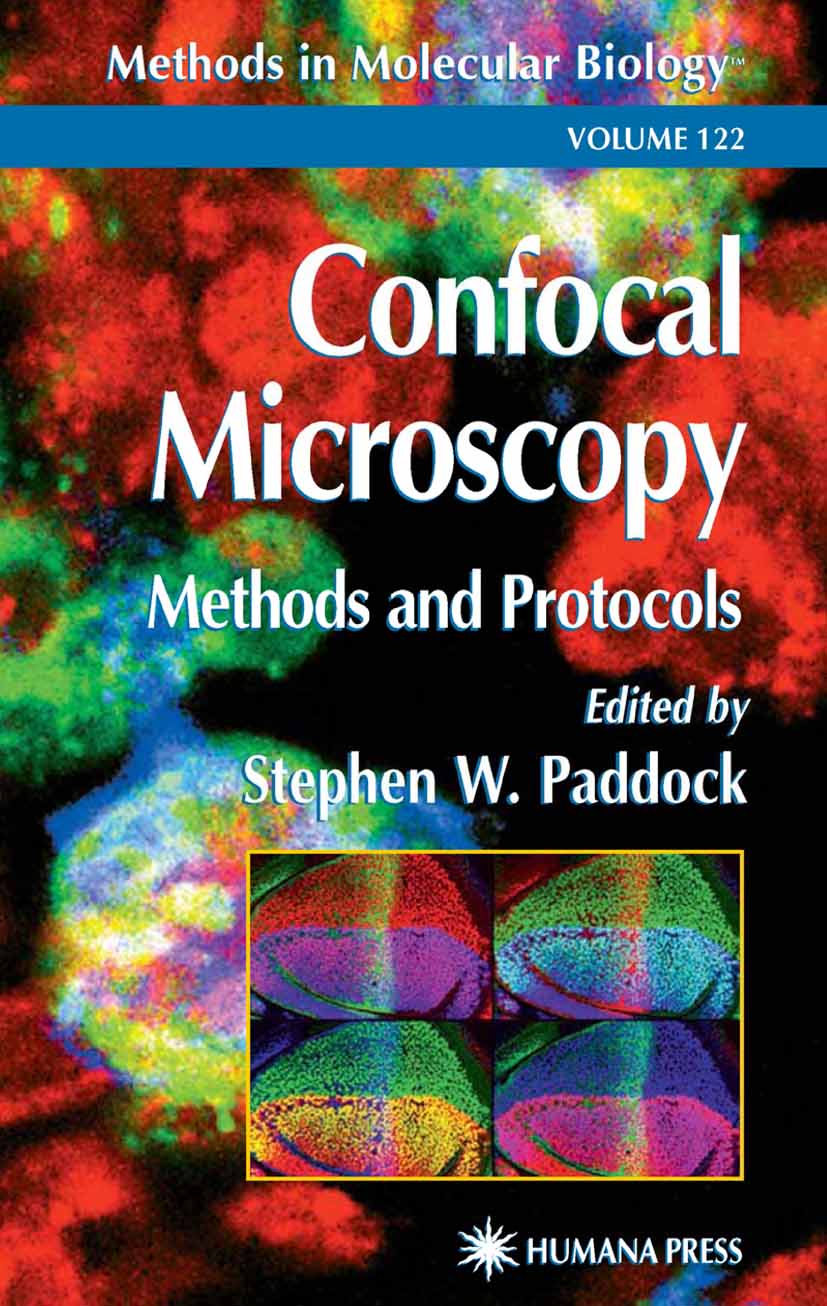 Methods in Molecular Biology™
VOLUME 122
Confocal
Microscopy
Methods and Protocols
Edited by
Stephen W. Paddock
HUMANA PRESS